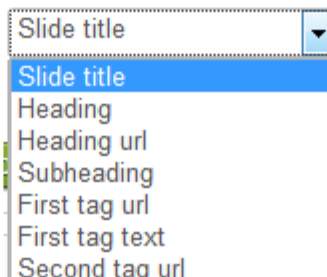 Slide title
Slide title
Heading
Heading url
Subheading
First tag url
First tag text
Second tag url